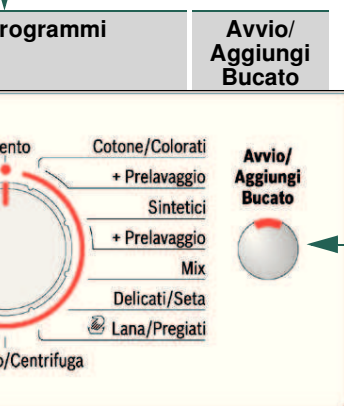 rogrammi
Avvio/
Aggiungi
Bucato
ento
Cotone/Colorati
+ Prelavaggio
Sintetici
+ Prelavaggio
Mix
Delicati/Seta
Lana/Pregiati
o/Centrifuga
Avvio/
Aggiungi
Bucato